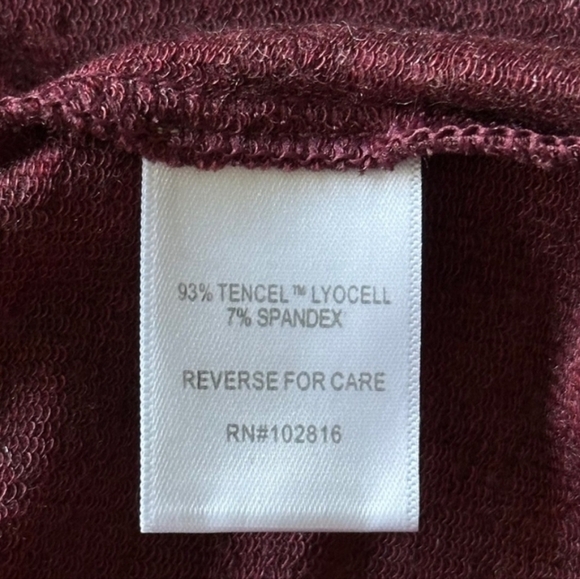 93% TENCEL™ LYOCELL
7% SPANDEX
REVERSE FOR CARE
RN#102816